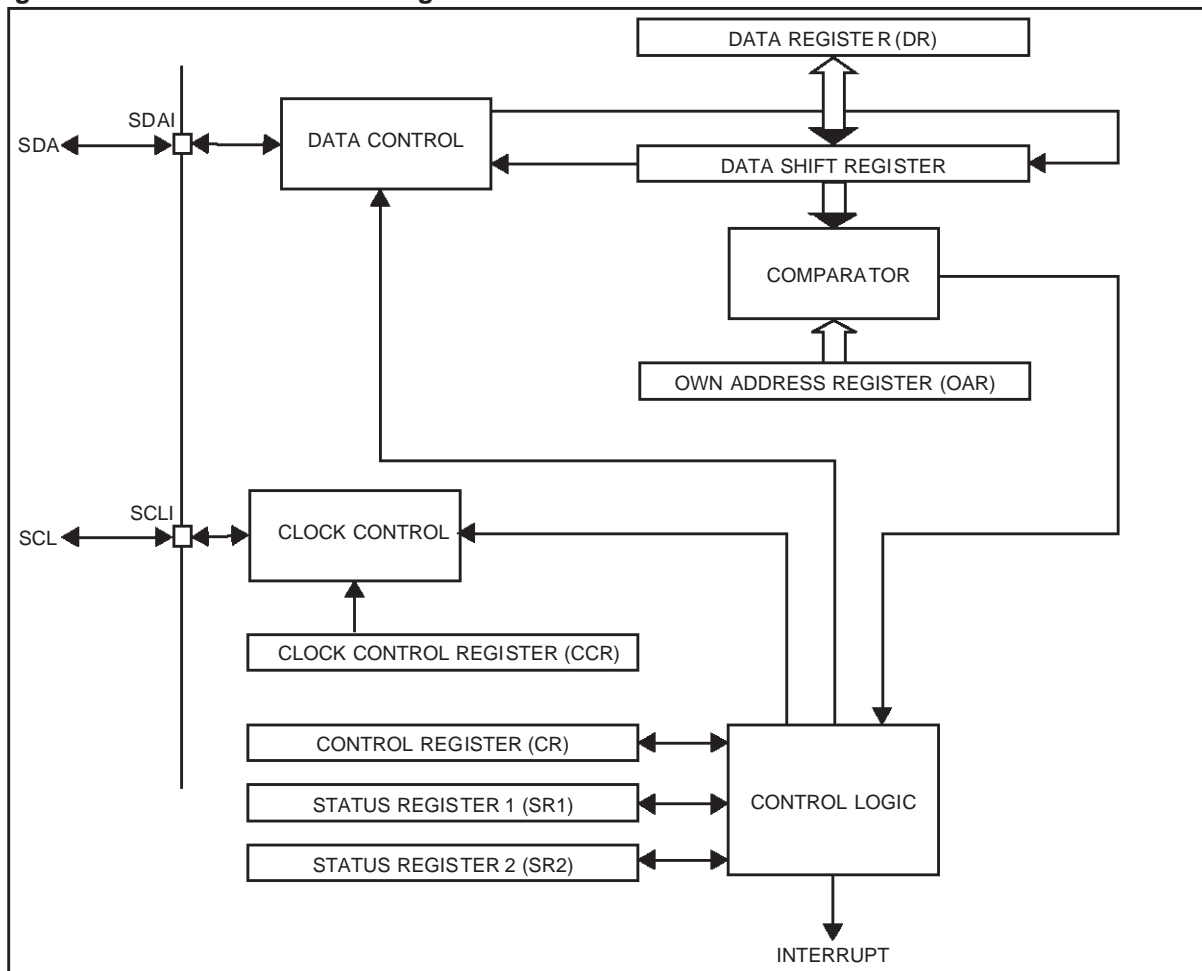 DATA REGISTER (DR)
SDAI
SDA
DATA CONTROL
DATA SHIFT REGISTER
COMPARATOR
OWN ADDRESS REGISTER (OAR)
SCLI
SCL
CLOCK CONTROL
CLOCK CONTROL REGISTER (CCR)
CONTROL REGISTER (CR)
STATUS REGISTER 1 (SR1)
CONTROL LOGIC
STATUS REGISTER 2 (SR2)
INTERRUPT